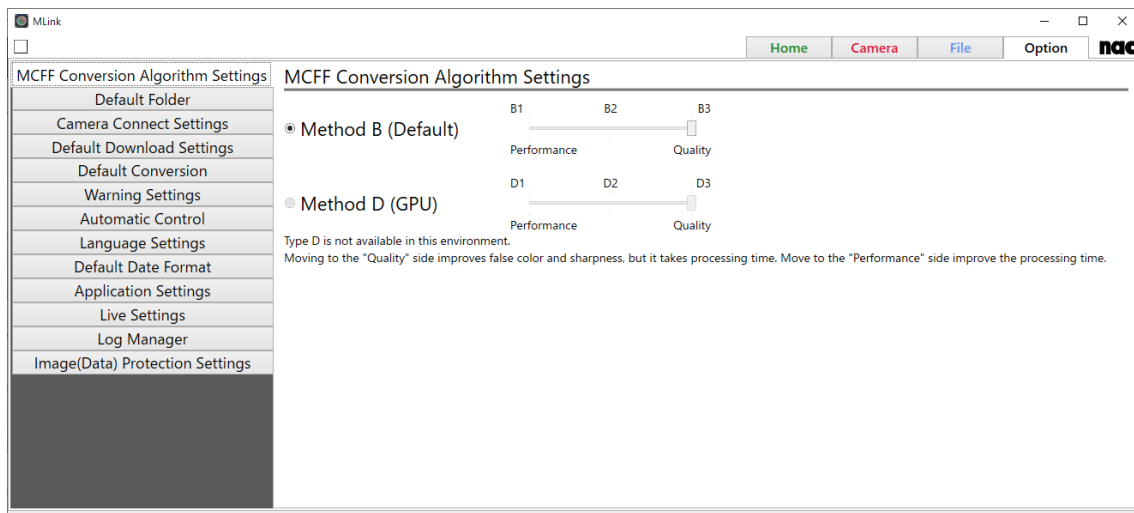 MLink
Home Camera File Option nac
MCFF Conversion Algorithm Settings
Default Folder
Camera Connect Settings
Default Download Settings
Default Conversion
Warning Settings
Automatic Control
Language Settings
Default Date Format
Application Settings
Live Settings
Log Manager
Image(Data) Protection Settings
MCFF Conversion Algorithm Settings
B1 B2 B3
Method B (Default)
Performance Quality
D1 D2 D3
Method D (GPU)
Performance Quality
Type D is not available in this environment.
Moving to the "Quality" side improves false color and sharpness, but it takes processing time. Move to the "Performance" side improve the processing time.